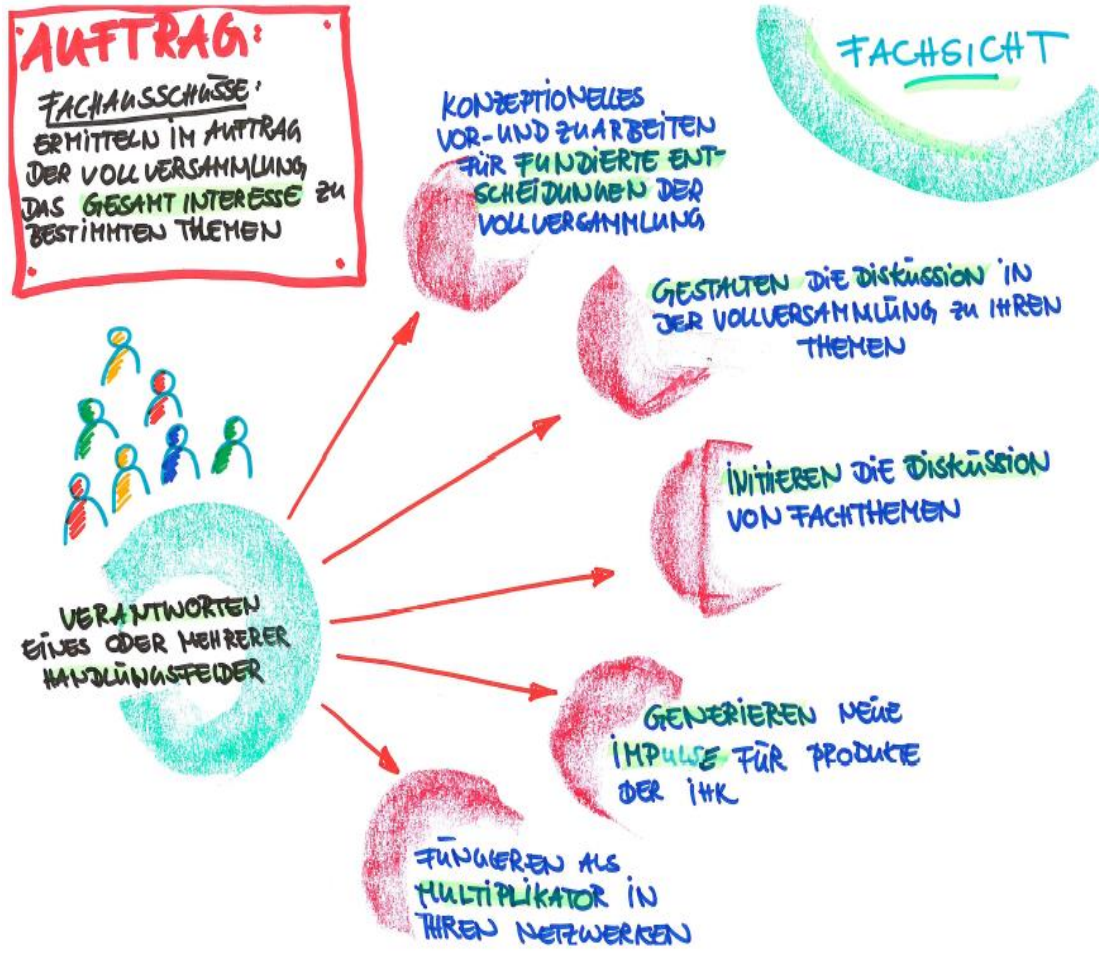 AUFTRAG:
FACHAUSSCHÜSSE:
ERMITTELN IM AUFTRAG
DER VOLLVERSAMMLUNG
DAS GESAMTINTERESSE ZU
BESTIMMTEN THEMEN
FACHSICHT
KONZEPTIONELLES
VOR- UND ZUARBEITEN
FÜR FUNDIERTE ENT-
SCHEIDUNGEN DER
VOLLVERSAMMLUNG
GESTALTEN DIE DISKUSSION IN
DER VOLLVERSAMMLUNG ZU IHREN
THEMEN
INITIIEREN DIE DISKUSSION
VON FACHTHEMEN
VERANTWORTEN
EINES ODER MEHRERER
HANDLUNGSFELDER
GENERIEREN NEUE
IMPULSE FÜR PRODUKTE
DER IHK
FUNGIEREN ALS
MULTIPLIKATOR IN
IHREN NETZWERKEN